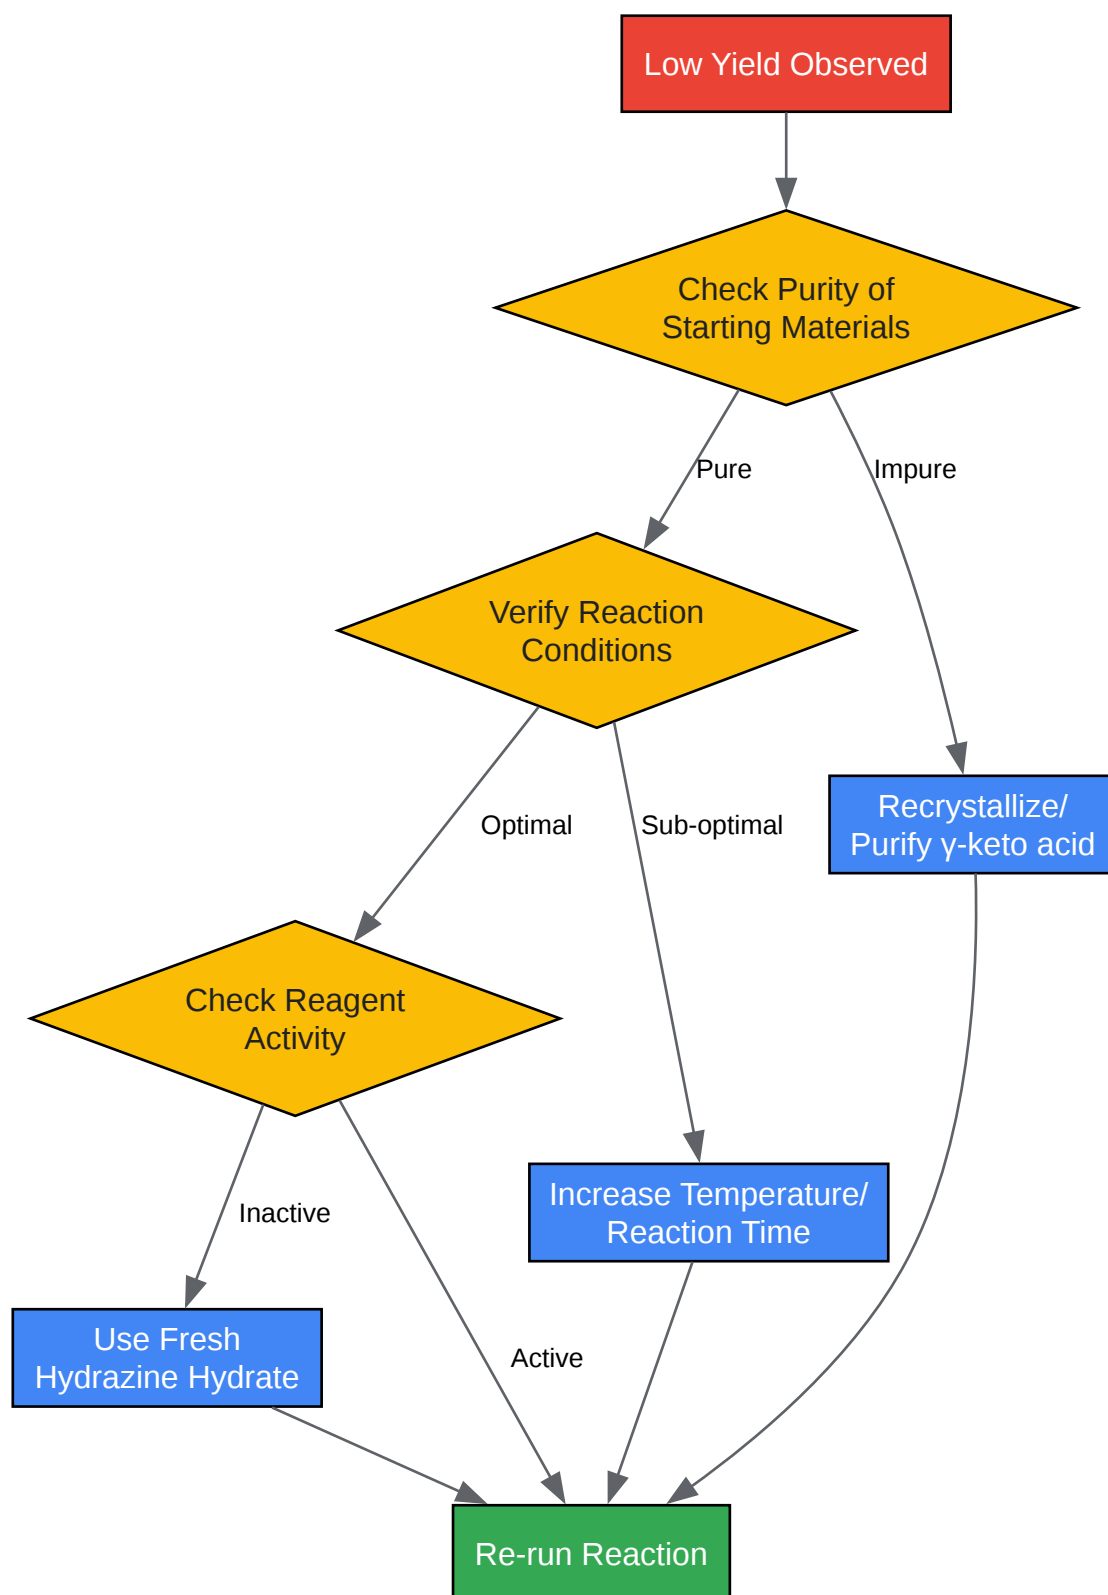 Low Yield Observed
Check Purity of
Starting Materials
Pure
Impure
Verify Reaction
Conditions
Optimal
Sub-optimal
Recrystallize/
Purify γ-keto acid
Check Reagent
Activity
Inactive
Increase Temperature/
Reaction Time
Use Fresh
Hydrazine Hydrate
Active
Re-run Reaction